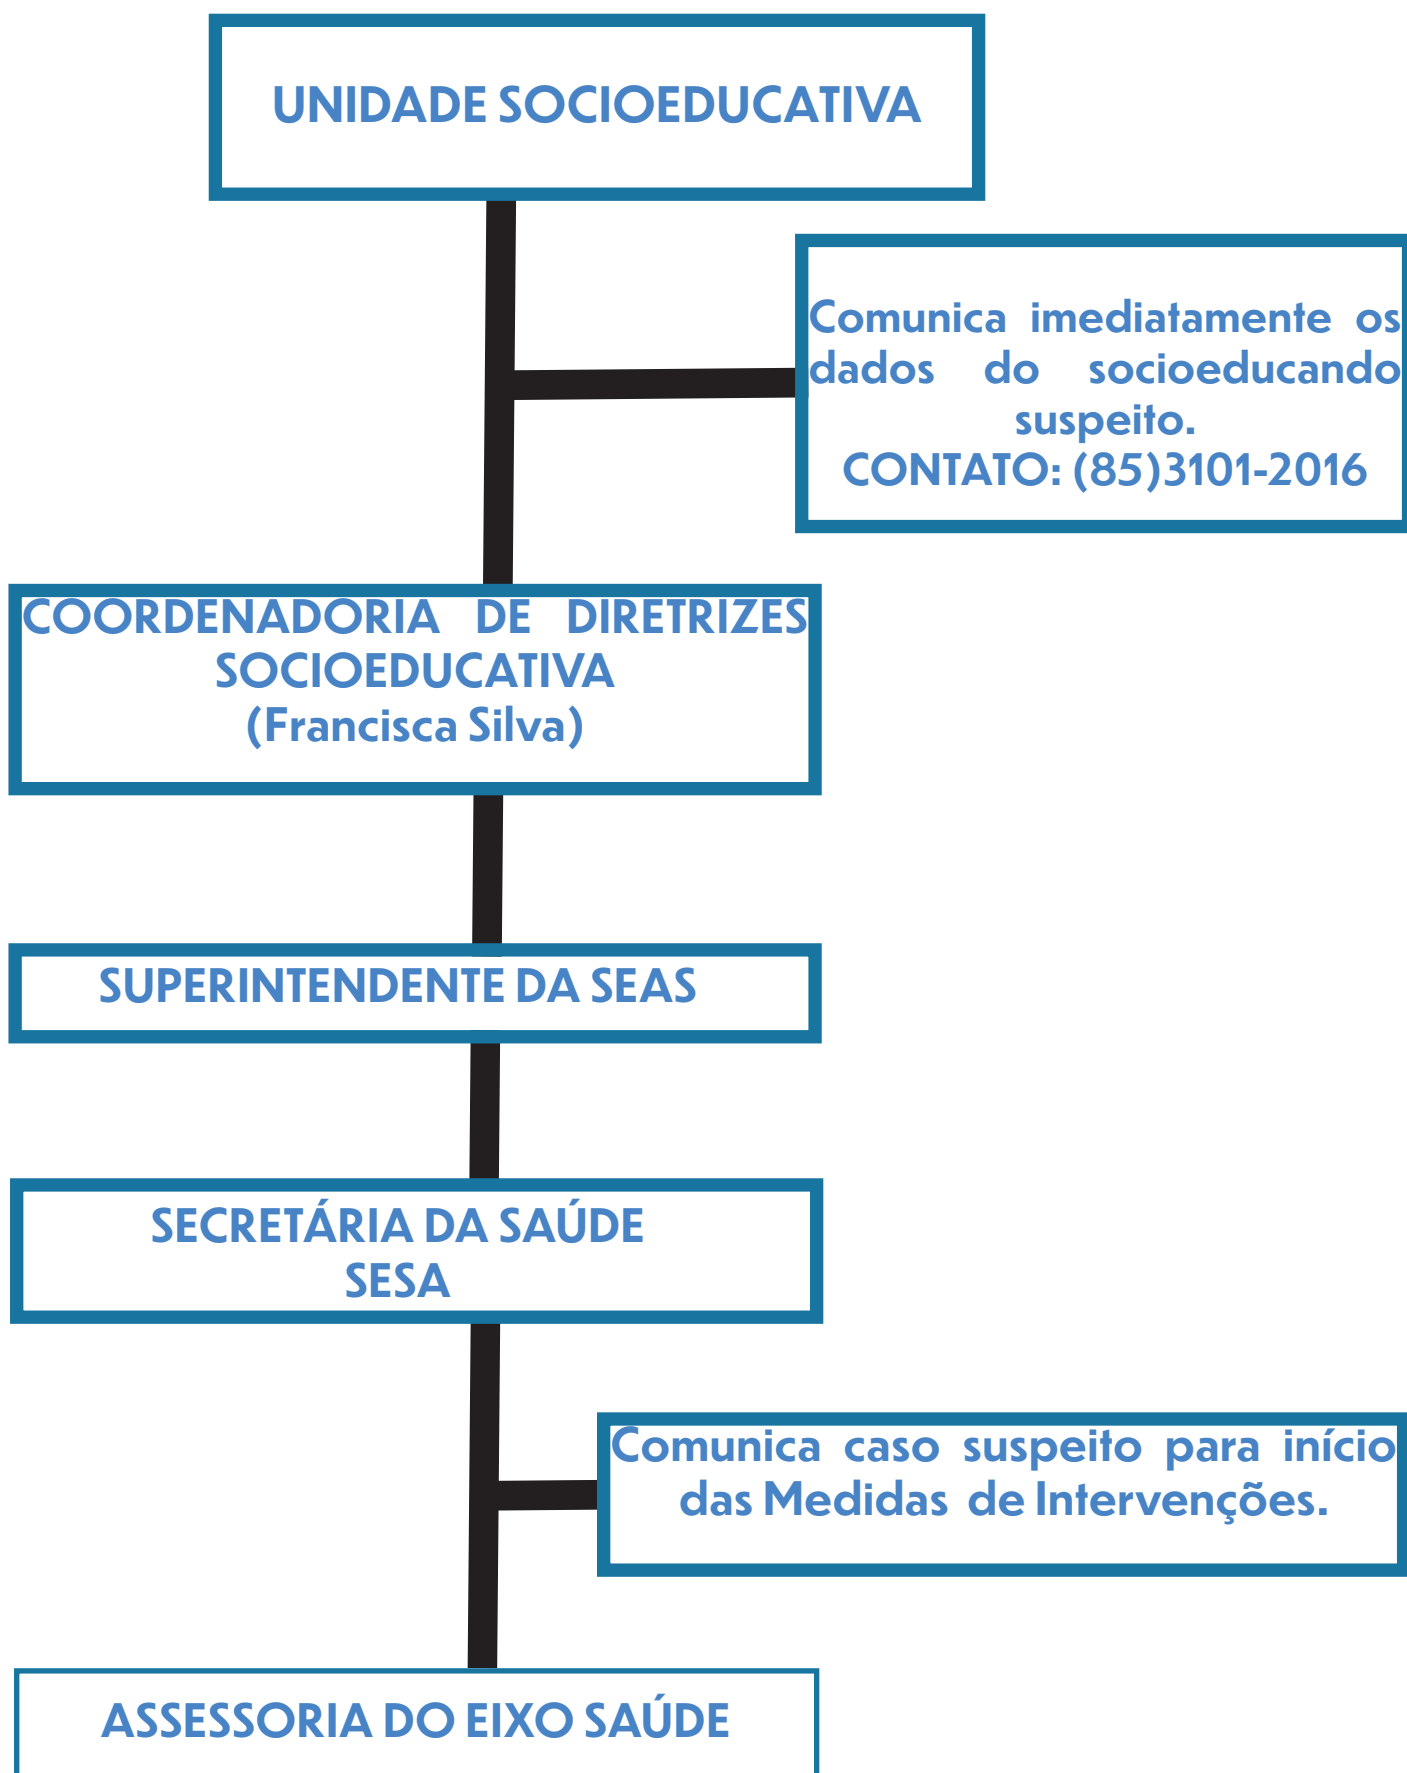 UNIDADE SOCIOEDUCATIVA
Comunica imediatamente os
dados do socioeducando
suspeito.
CONTATO: (85)3101-2016
COORDENADORIA DE DIRETRIZES
SOCIOEDUCATIVA
(Francisca Silva)
SUPERINTENDENTE DA SEAS
SECRETÁRIA DA SAÚDE
SESA
Comunica caso suspeito para início
das Medidas de Intervenções.
ASSESSORIA DO EIXO SAÚDE